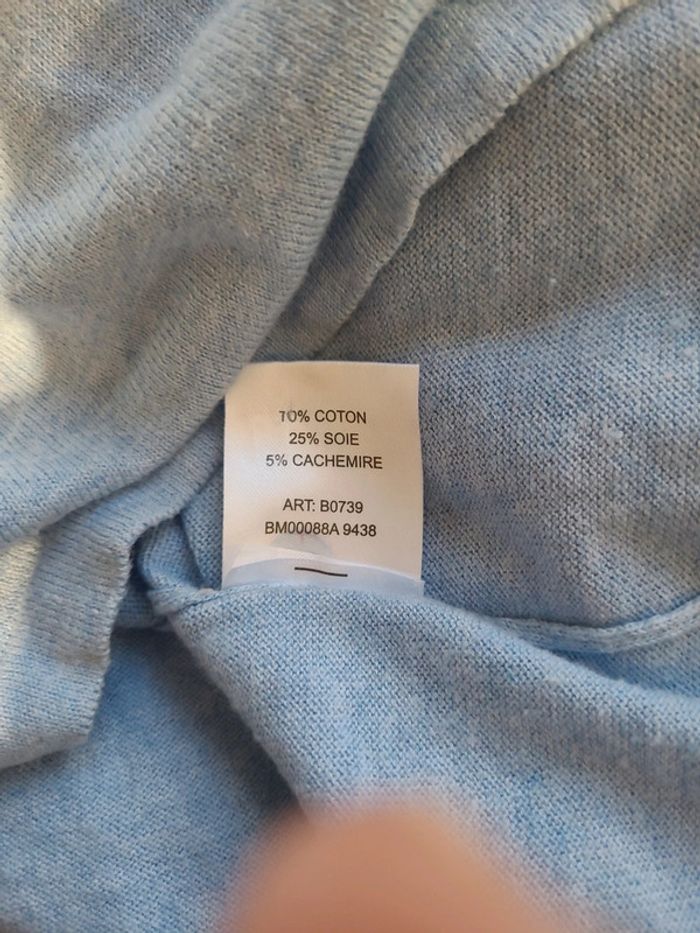 70% COTON
25% SOIE
5% CACHEMIRE
ART: B0739
BM00088A 9438